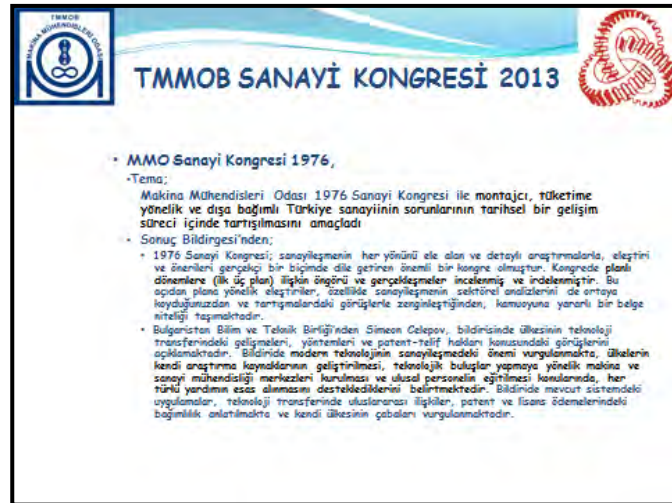 TMMOB
MAKİNA MÜHENDİSLERİ ODASI
TMMOB SANAYİ KONGRESİ 2013
• MMO Sanayi Kongresi 1976,
•Tema;
Makina Mühendisleri Odası 1976 Sanayi Kongresi ile montajcı, tüketime
yönelik ve dışa bağımlı Türkiye sanayiinin sorunlarının tarihsel bir gelişim
süreci içinde tartışılmasını amaçladı
• Sonuç Bildirgesi'nden;
• 1976 Sanayi Kongresi; sanayileşmenin her yönünü ele alan ve detaylı araştırmalarla, eleştiri
ve önerileri gerçekçi bir biçimde dile getiren önemli bir kongre olmuştur. Kongrede planlı
dönemlere (ilk üç plan) ilişkin öngörü ve gerçekleşmeler incelenmiş ve irdelenmiştir. Bu
açıdan plana yönelik eleştiriler, özellikle sanayileşmenin sektörel analizlerini de ortaya
koyduğunuzdan ve tartışmalardaki görüşlerle zenginleştiğinden, kamuoyuna yararlı bir belge
niteliği taşımaktadır.
• Bulgaristan Bilim ve Teknik Birliği'nden Simeon Celepov, bildirisinde ülkesinin teknoloji
transferindeki gelişmeleri, yöntemleri ve patent-telif hakları konusundaki görüşlerini
açıklamaktadır. Bildiride modern teknolojinin sanayileşmedeki önemi vurgulanmakta, ülkelerin
kendi araştırma kaynaklarının geliştirilmesi, teknolojik buluşlar yapmaya yönelik makina ve
sanayi mühendisliği merkezleri kurulması ve ulusal personelin eğitilmesi konularında, her
türlü yardımın esas alınmasını desteklediklerini belirtmektedir. Bildiride mevcut sistemdeki
uygulamalar, teknoloji transferinde uluslararası ilişkiler, patent ve lisans ödemelerindeki
bağımlılık anlatılmakta ve kendi ülkesinin çabaları vurgulanmaktadır.